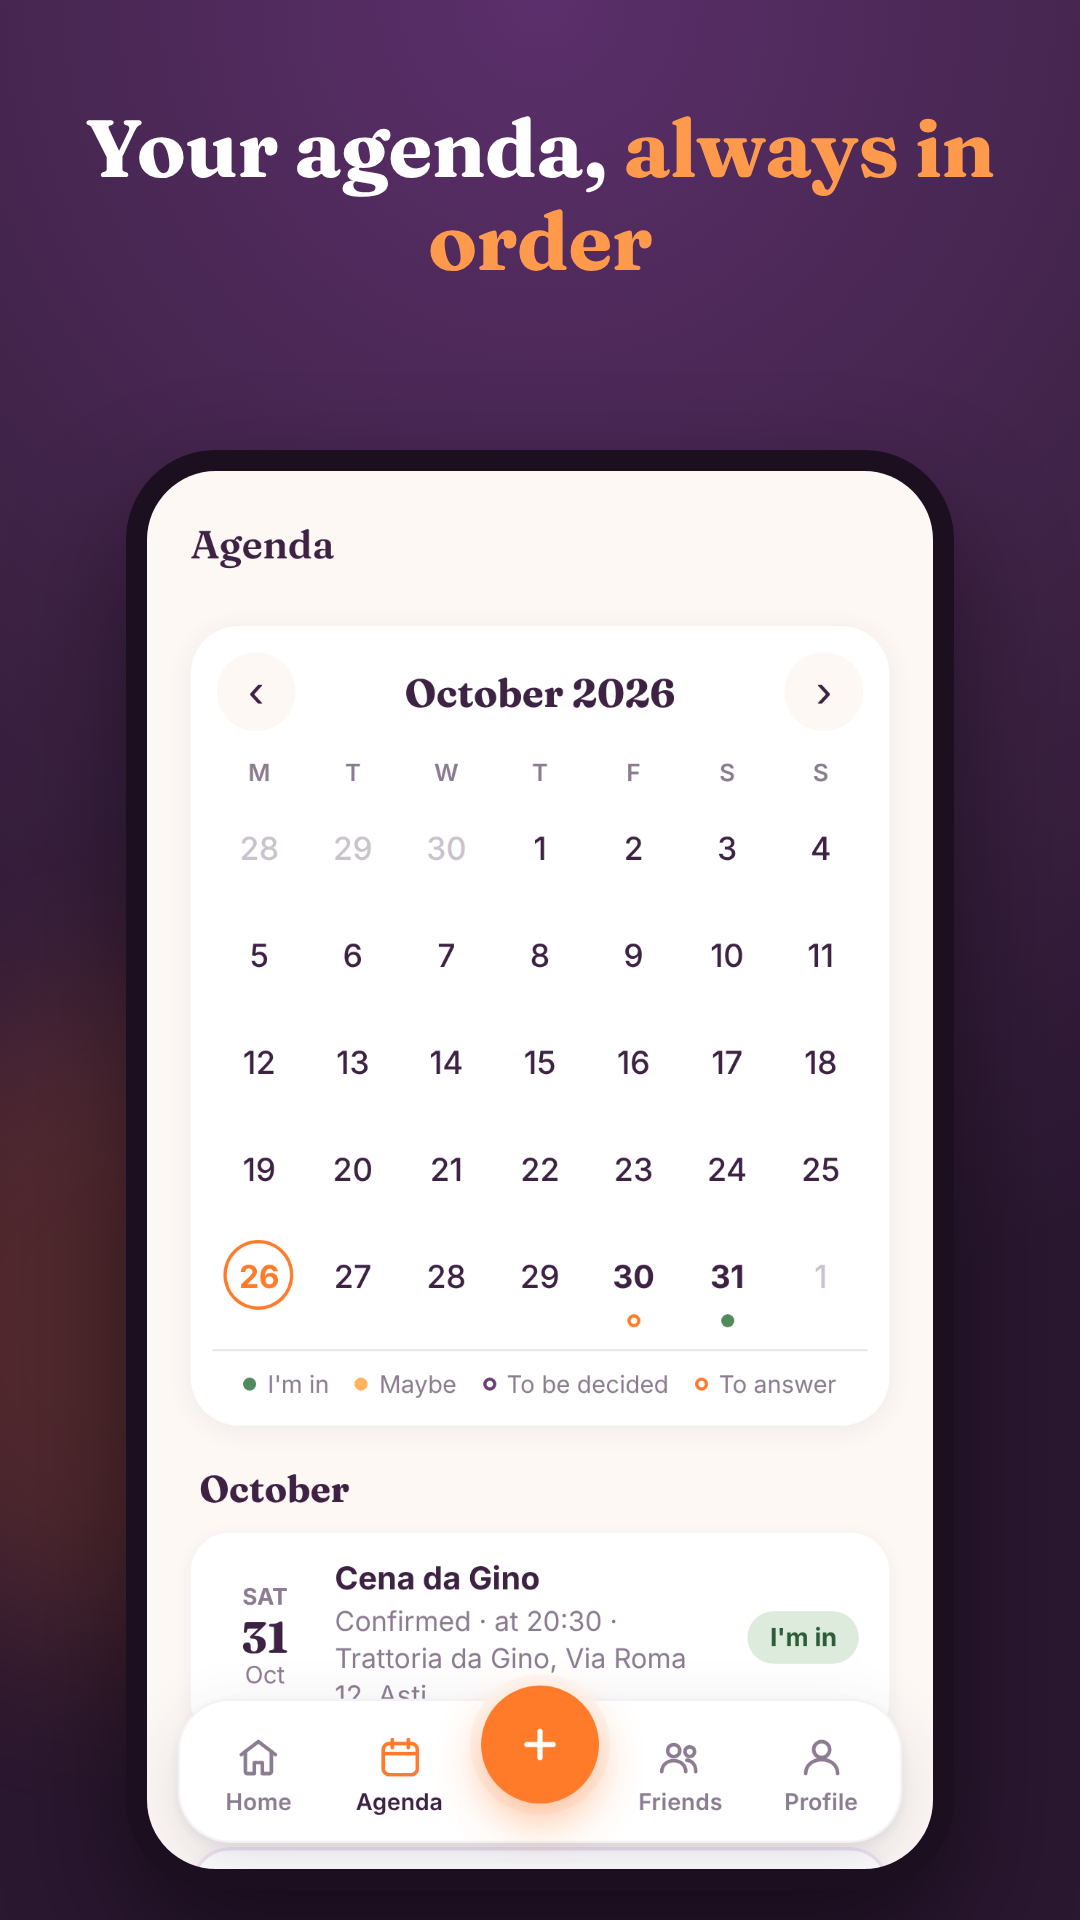 Your agenda, always in
order
Agenda
‹ October 2026 ›
M T W T F S S
28 29 30 1 2 3 4
5 6 7 8 9 10 11
12 13 14 15 16 17 18
19 20 21 22 23 24 25
26 27 28 29 30 31 1
I'm in Maybe To be decided To answer
October
SAT
31
Oct
Cena da Gino
Confirmed · at 20:30 ·
Trattoria da Gino, Via Roma
12, Asti
I'm in
+
Home Agenda Friends Profile